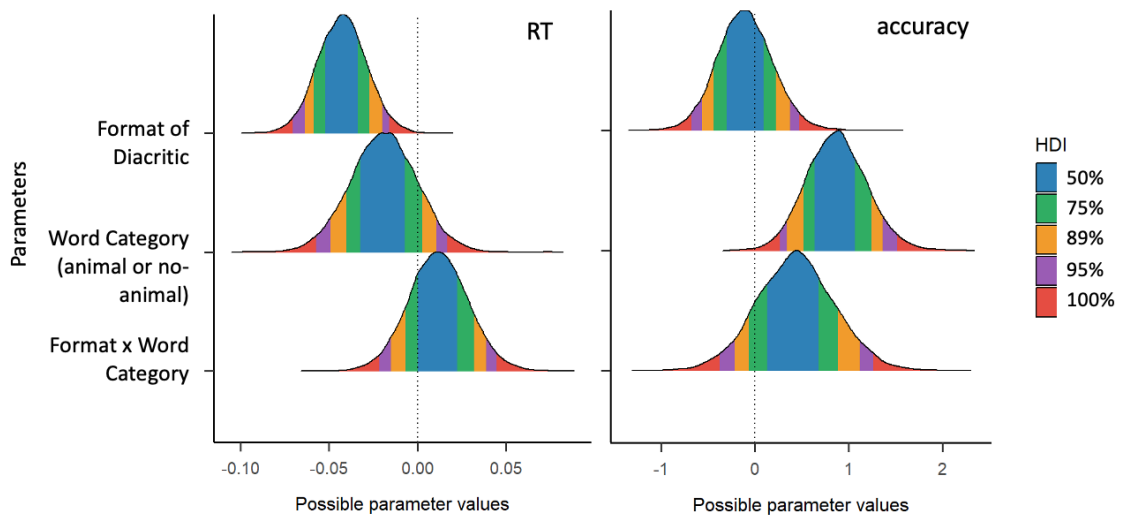 RT
accuracy
Parameters
Format of
Diacritic
Word Category
(animal or no-
animal)
Format x Word
Category
HDI
50%
75%
89%
95%
100%
-0.10
-0.05
0.00
0.05
-1
0
1
2
Possible parameter values
Possible parameter values